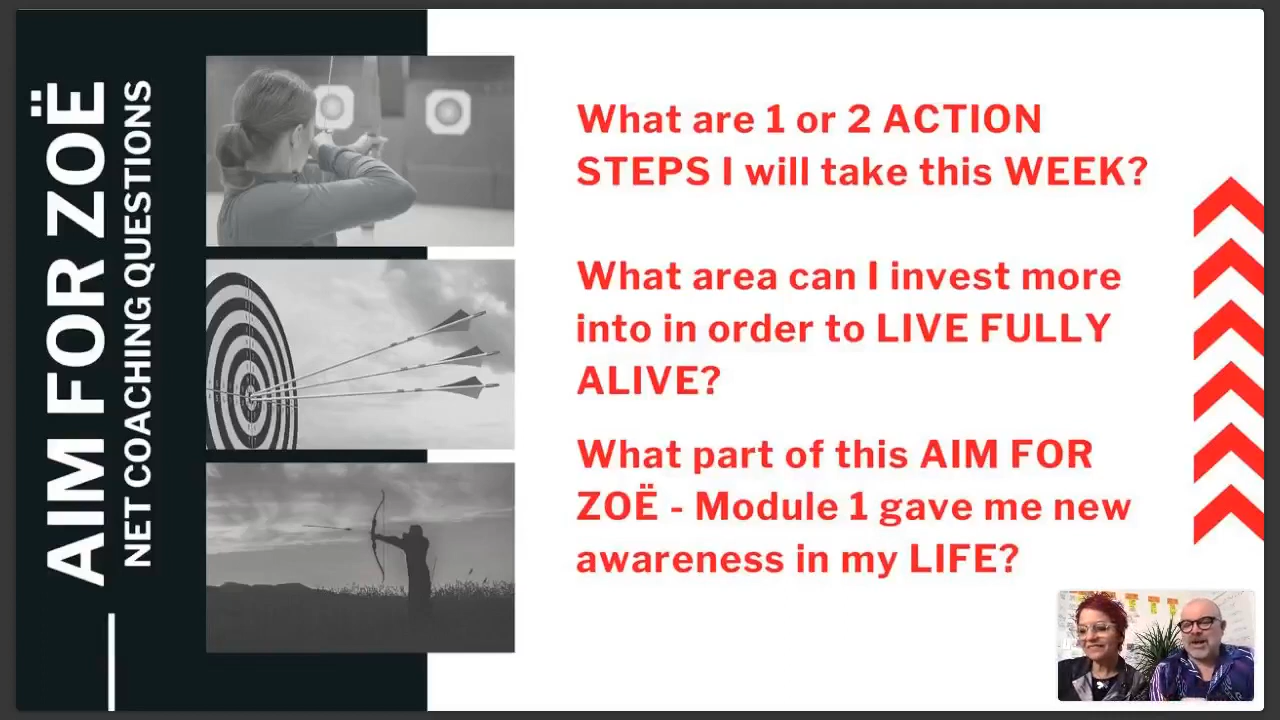 AIM FOR ZOË
NET COACHING QUESTIONS
What are 1 or 2 ACTION
STEPS I will take this WEEK?
What area can I invest more
into in order to LIVE FULLY
ALIVE?
What part of this AIM FOR
ZOË - Module 1 gave me new
awareness in my LIFE?